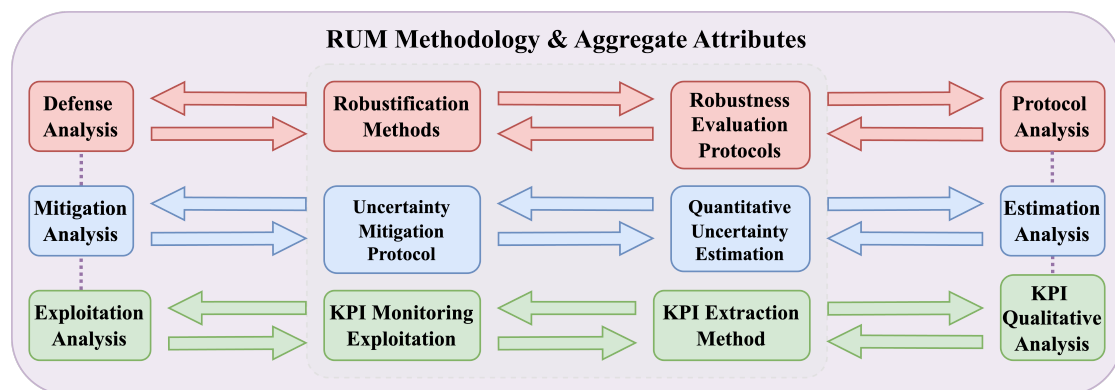 RUM Methodology & Aggregate Attributes
Defense
Analysis
Robustification
Methods
Robustness
Evaluation
Protocols
Protocol
Analysis
Mitigation
Analysis
Uncertainty
Mitigation
Protocol
Quantitative
Uncertainty
Estimation
Estimation
Analysis
Exploitation
Analysis
KPI Monitoring
Exploitation
KPI Extraction
Method
KPI
Qualitative
Analysis